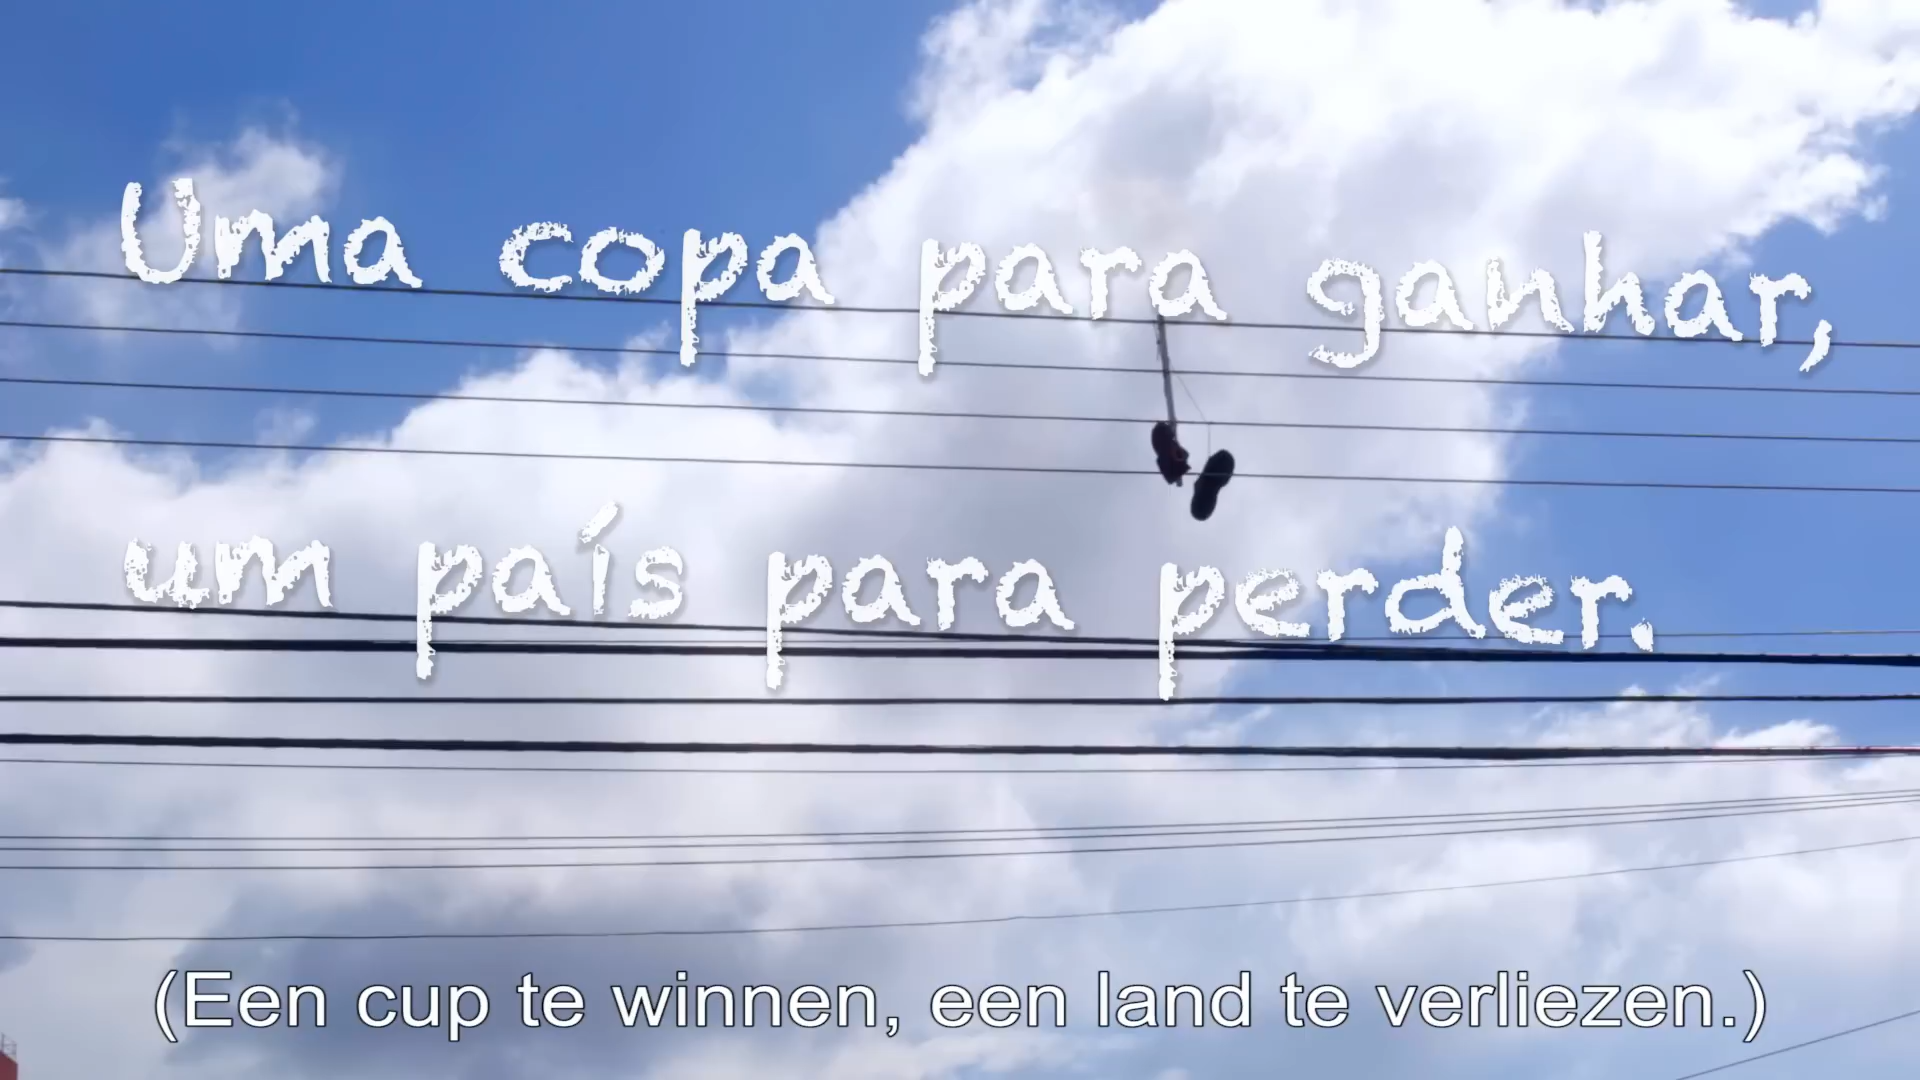 Uma copa para ganhar,
um país para perder.
(Een cup te winnen, een land te verliezen.)